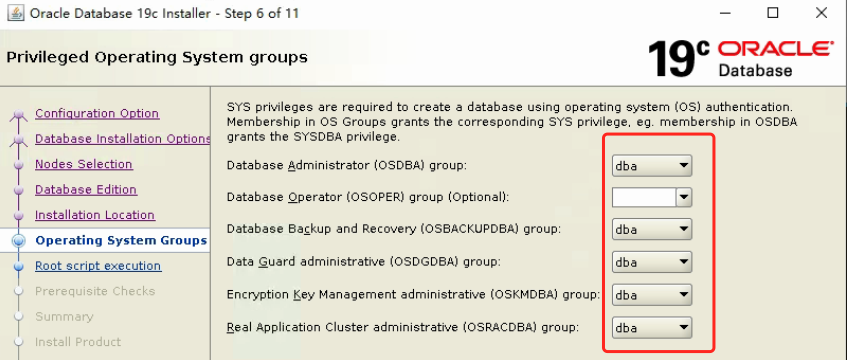 Oracle Database 19c Installer - Step 6 of 11
Privileged Operating System groups
19c ORACLE
Database
Configuration Option
Database Installation Options
Nodes Selection
Database Edition
Installation Location
Operating System Groups
Root script execution
Prerequisite Checks
Summary
Install Product
SYS privileges are required to create a database using operating system (OS) authentication.
Membership in OS Groups grants the corresponding SYS privilege, eg. membership in OSDBA
grants the SYSDBA privilege.
Database Administrator (OSDBA) group: dba
Database Operator (OSOPER) group (Optional):
Database Backup and Recovery (OSBACKUPDBA) group: dba
Data Guard administrative (OSDGDBA) group: dba
Encryption Key Management administrative (OSKMDBA) group: dba
Real Application Cluster administrative (OSRACDBA) group: dba